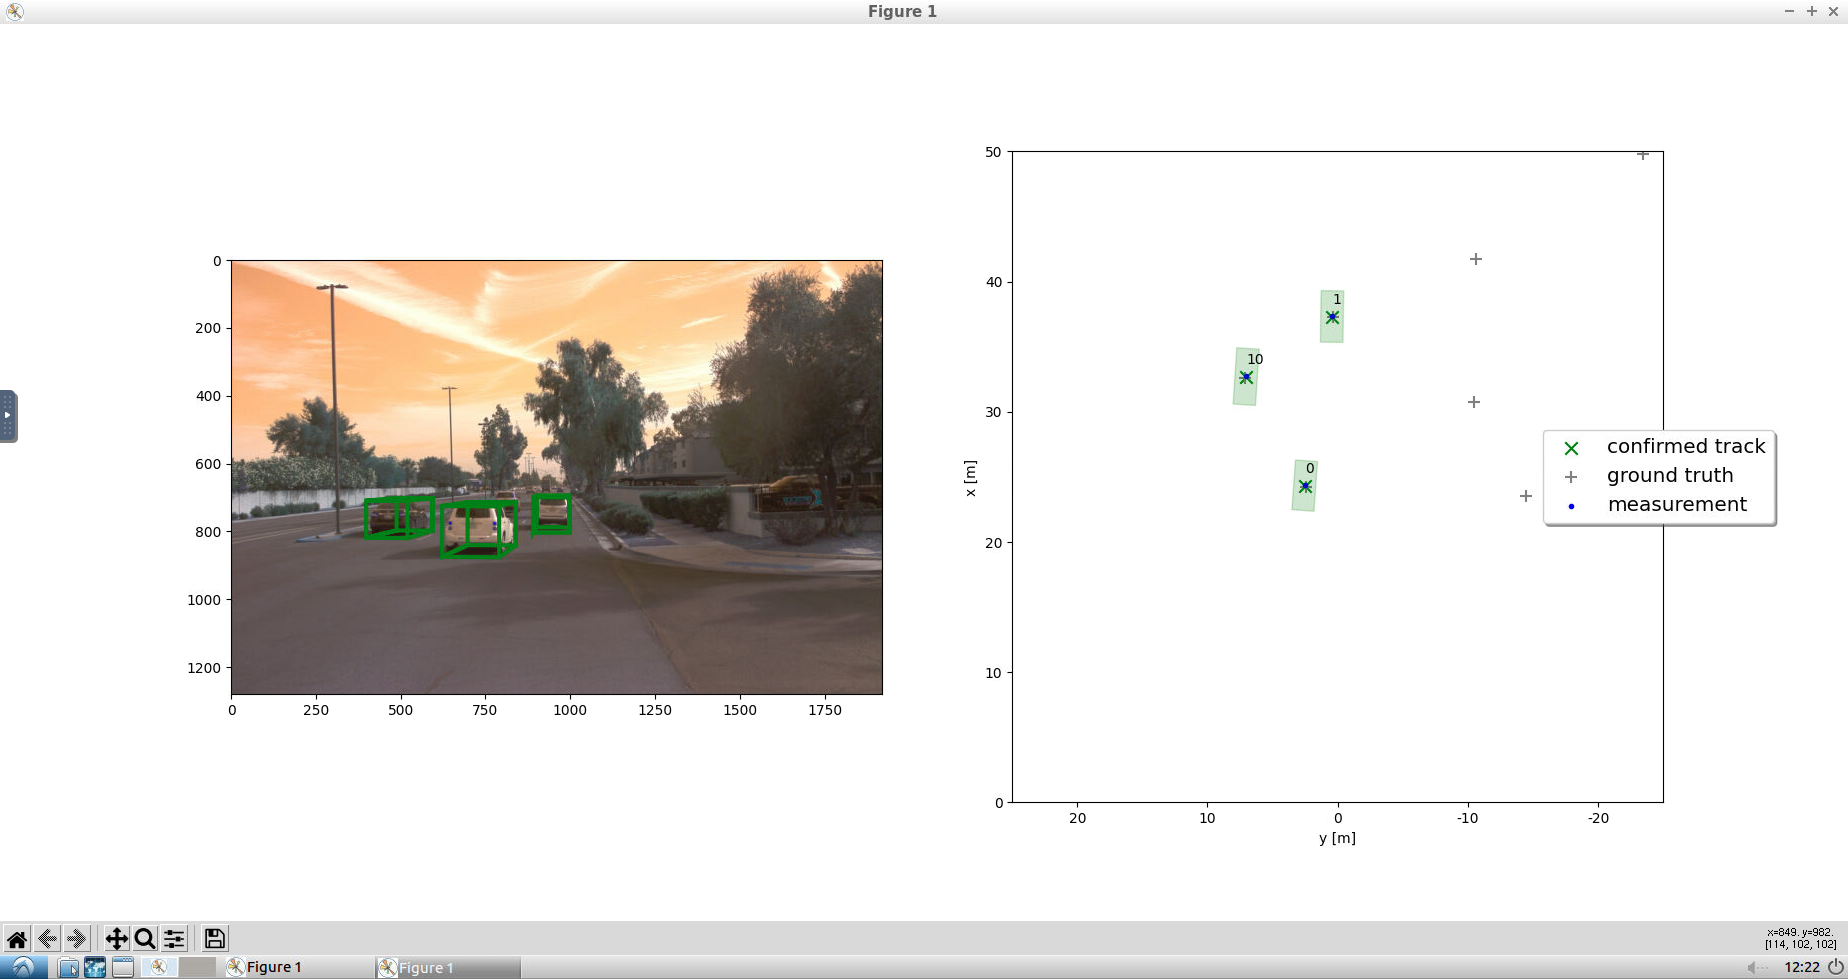 Figure 1
0
200
400
600
800
1000
1200
0 250 500 750 1000 1250 1500 1750
50
40
30
20
10
0
x [m]
1
10
0
confirmed track
ground truth
measurement
20 10 0 -10 -20
y [m]
x=849. y=982.
[114, 102, 102]
Figure 1
Figure 1
12:22